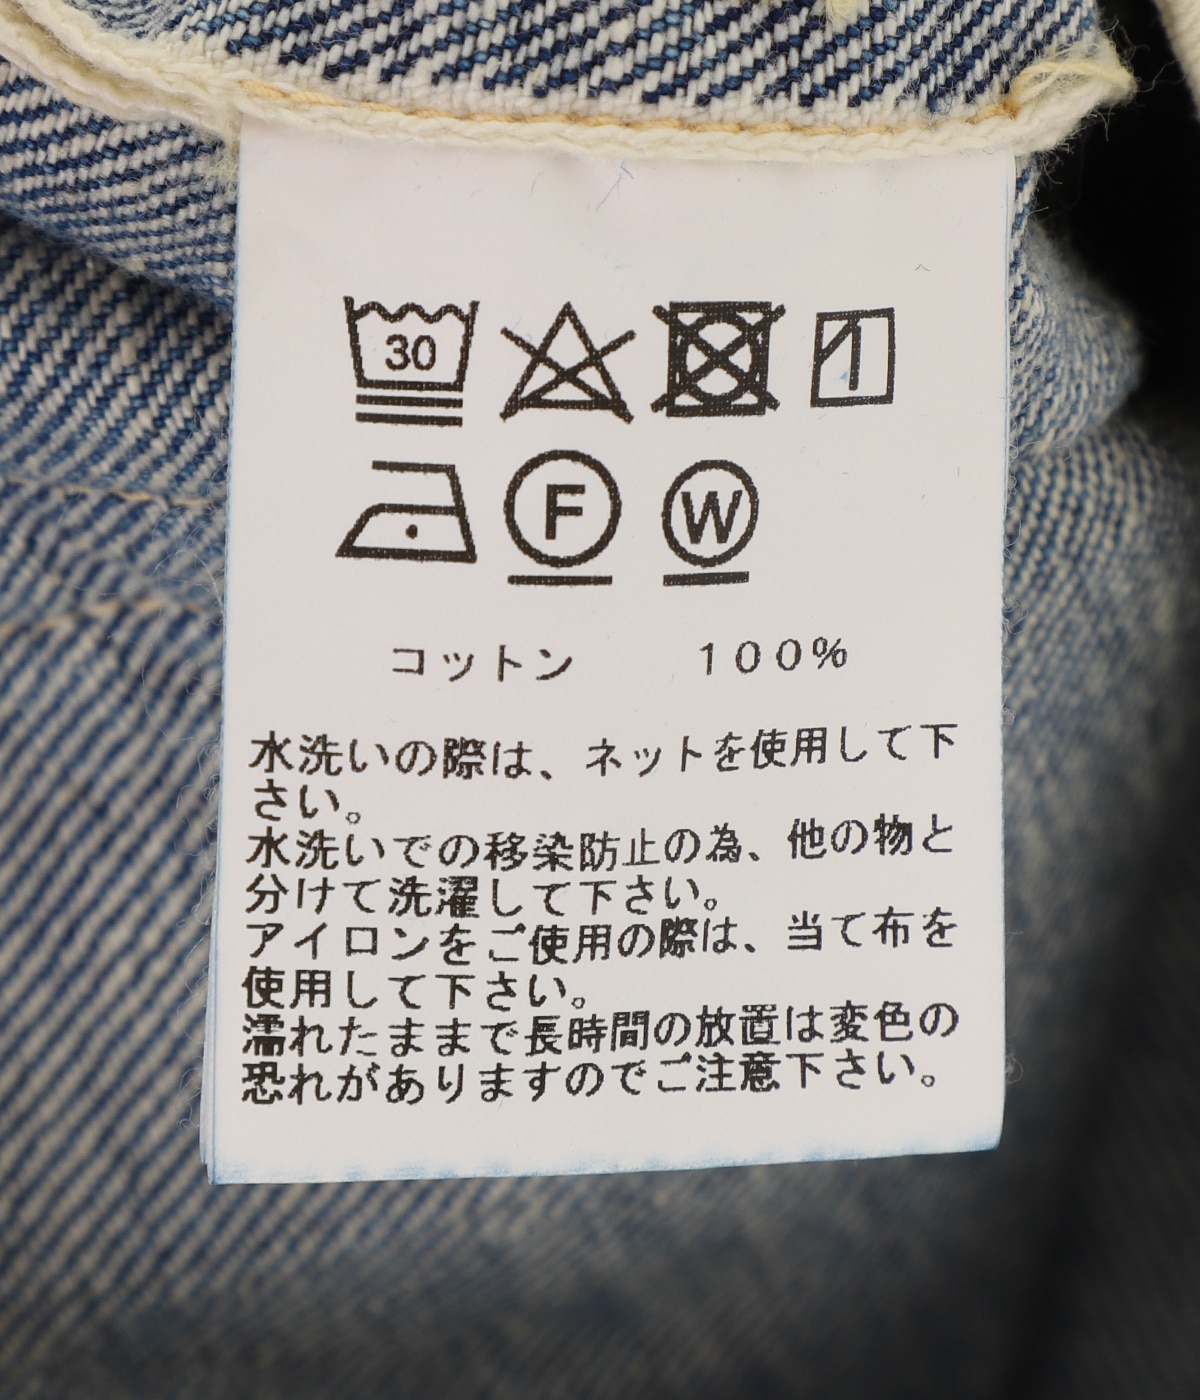 30
F W
コットン 100%
水洗いの際は、ネットを使用して下
さい。
水洗いでの移染防止の為、他の物と
分けて洗濯して下さい。
アイロンをご使用の際は、当て布を
使用して下さい。
濡れたままで長時間の放置は変色の
恐れがありますのでご注意下さい。